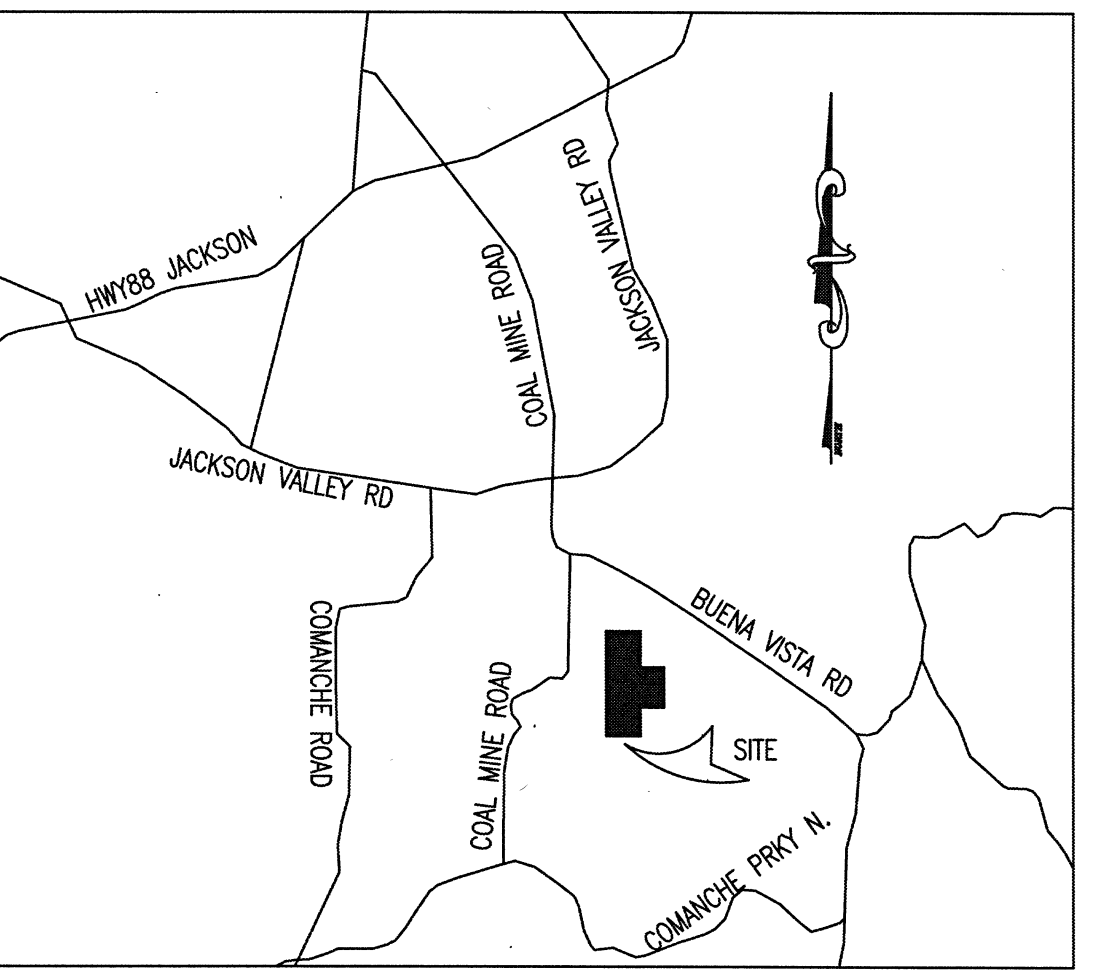 JACKSON VALLEY RD
HWY88 JACKSON
COAL MINE ROAD
JACKSON VALLEY RD
BUENA VISTA RD
COMANCHE ROAD
COAL MINE ROAD
SITE
COMANCHE PRKY N.